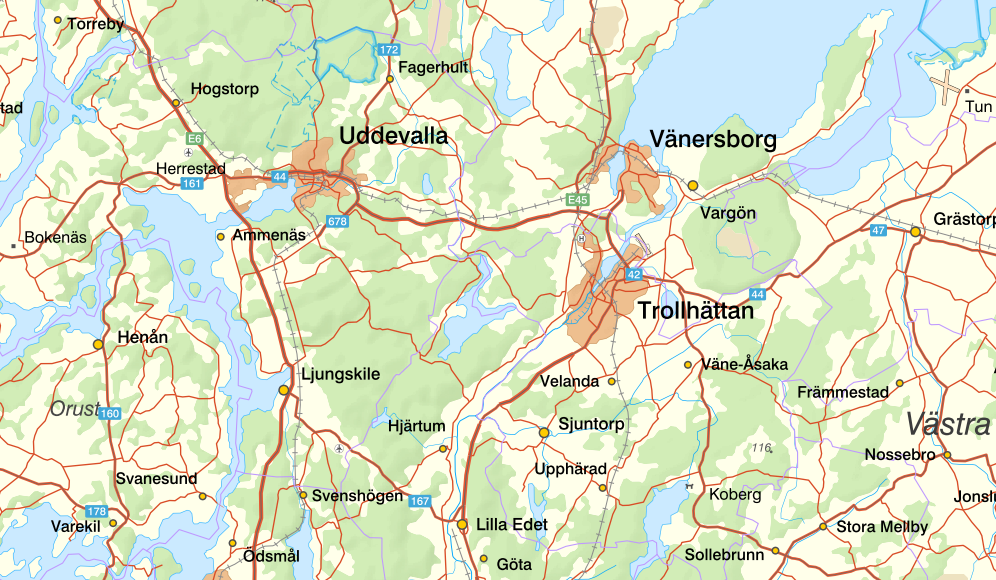 Torreby
172
Fagerhult
Hogstorp
tad
Tun
Uddevalla
Vänersborg
E6
Herrestad
44
161
E45
Vargön
678
Grästorp
47
Bokenäs
Ammenäs
H
42
44
Trollhättan
Henån
Väne-Åsaka
Ljungskile
Velanda
Främmestad
Orust
160
Västra
Hjärtum
Sjuntorp
116
Nossebro
Upphärad
Svanesund
Svenshögen
167
Koberg
Jonsli
178
Varekil
Lilla Edet
Stora Mellby
Ödsmål
Sollebrunn
Göta